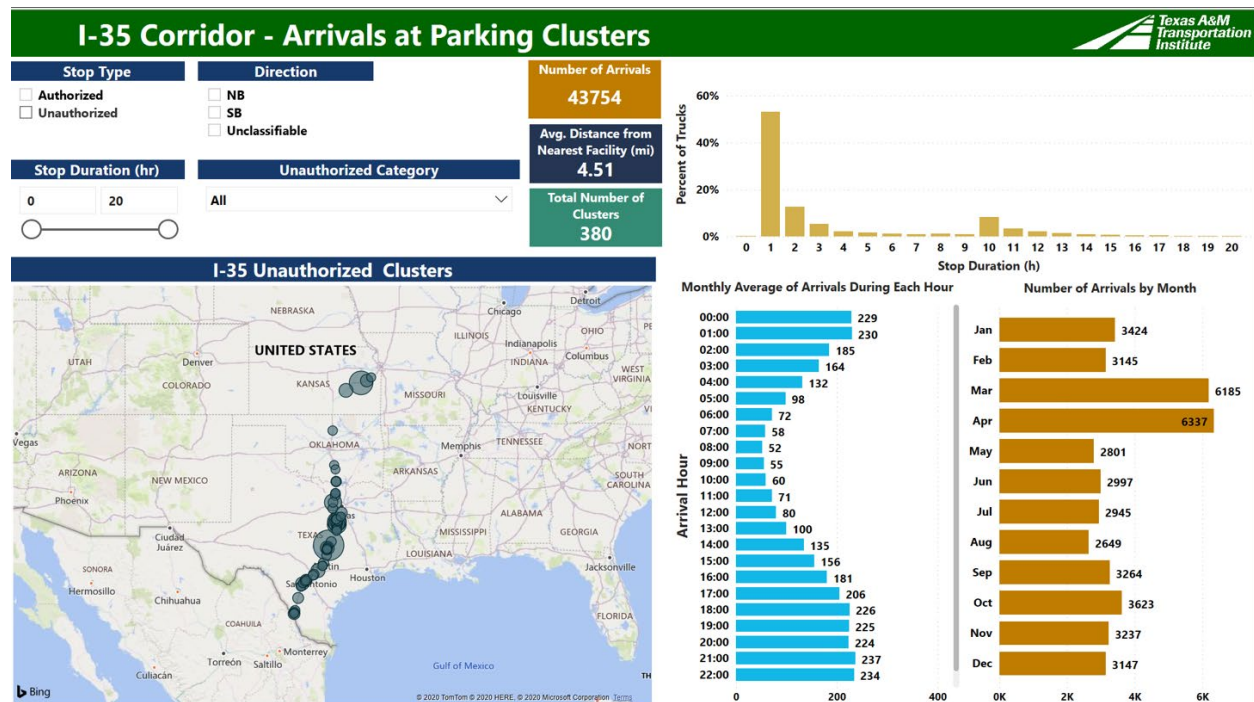 I-35 Corridor - Arrivals at Parking Clusters
Texas A&M
Transportation
Institute
Stop Type
Authorized
Unauthorized
Direction
NB
SB
Unclassifiable
Number of Arrivals
43754
Avg. Distance from
Nearest Facility (mi)
4.51
Total Number of
Clusters
380
Stop Duration (hr)
0
20
Unauthorized Category
All
Percent of Trucks
60%
40%
20%
0%
0 1 2 3 4 5 6 7 8 9 10 11 12 13 14 15 16 17 18 19 20
Stop Duration (h)
I-35 Unauthorized Clusters
Detroit
Chicago
NEBRASKA
OHIO
PE
ILLINOIS
Indianapolis
UNITED STATES
INDIANA
Columbus
UTAH
Denver
WEST
VIRGINIA
COLORADO
KANSAS
MISSOURI
Louisville
KENTUCKY
VI
Vegas
OKLAHOMA
TENNESSEE
NORT
Memphis
ARIZONA
NEW MEXICO
ARKANSAS
SOUTH
CAROLINA
Phoenix
as
ALABAMA
Ciudad
Juárez
TEXAS
MISSISSIPPI
GEORGIA
LOUISIANA
SONORA
tin
Jacksonville
Hermosillo
San Antonio
Houston
Chihuahua
FLORIDA
COAHUILA
Monterrey
Torreón
Saltillo
Gulf of Mexico
Culiacán
TH
Bing
© 2020 TomTom © 2020 HERE, © 2020 Microsoft Corporation Terms
Monthly Average of Arrivals During Each Hour
Arrival Hour
00:00 229
01:00 230
02:00 185
03:00 164
04:00 132
05:00 98
06:00 72
07:00 58
08:00 52
09:00 55
10:00 60
11:00 71
12:00 80
13:00 100
14:00 135
15:00 156
16:00 181
17:00 206
18:00 226
19:00 225
20:00 224
21:00 237
22:00 234
0 200 400
Number of Arrivals by Month
Jan 3424
Feb 3145
Mar 6185
Apr 6337
May 2801
Jun 2997
Jul 2945
Aug 2649
Sep 3264
Oct 3623
Nov 3237
Dec 3147
0K 2K 4K 6K